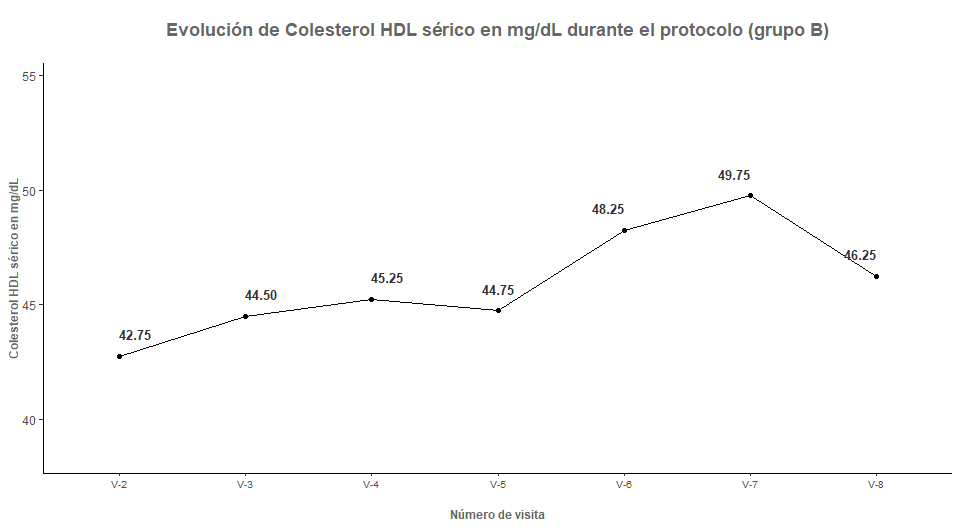 Evolución de Colesterol HDL sérico en mg/dL durante el protocolo (grupo B)
Colesterol HDL sérico en mg/dL
55
50
45
40
42.75
44.50
45.25
44.75
48.25
49.75
46.25
V-2
V-3
V-4
V-5
V-6
V-7
V-8
Número de visita